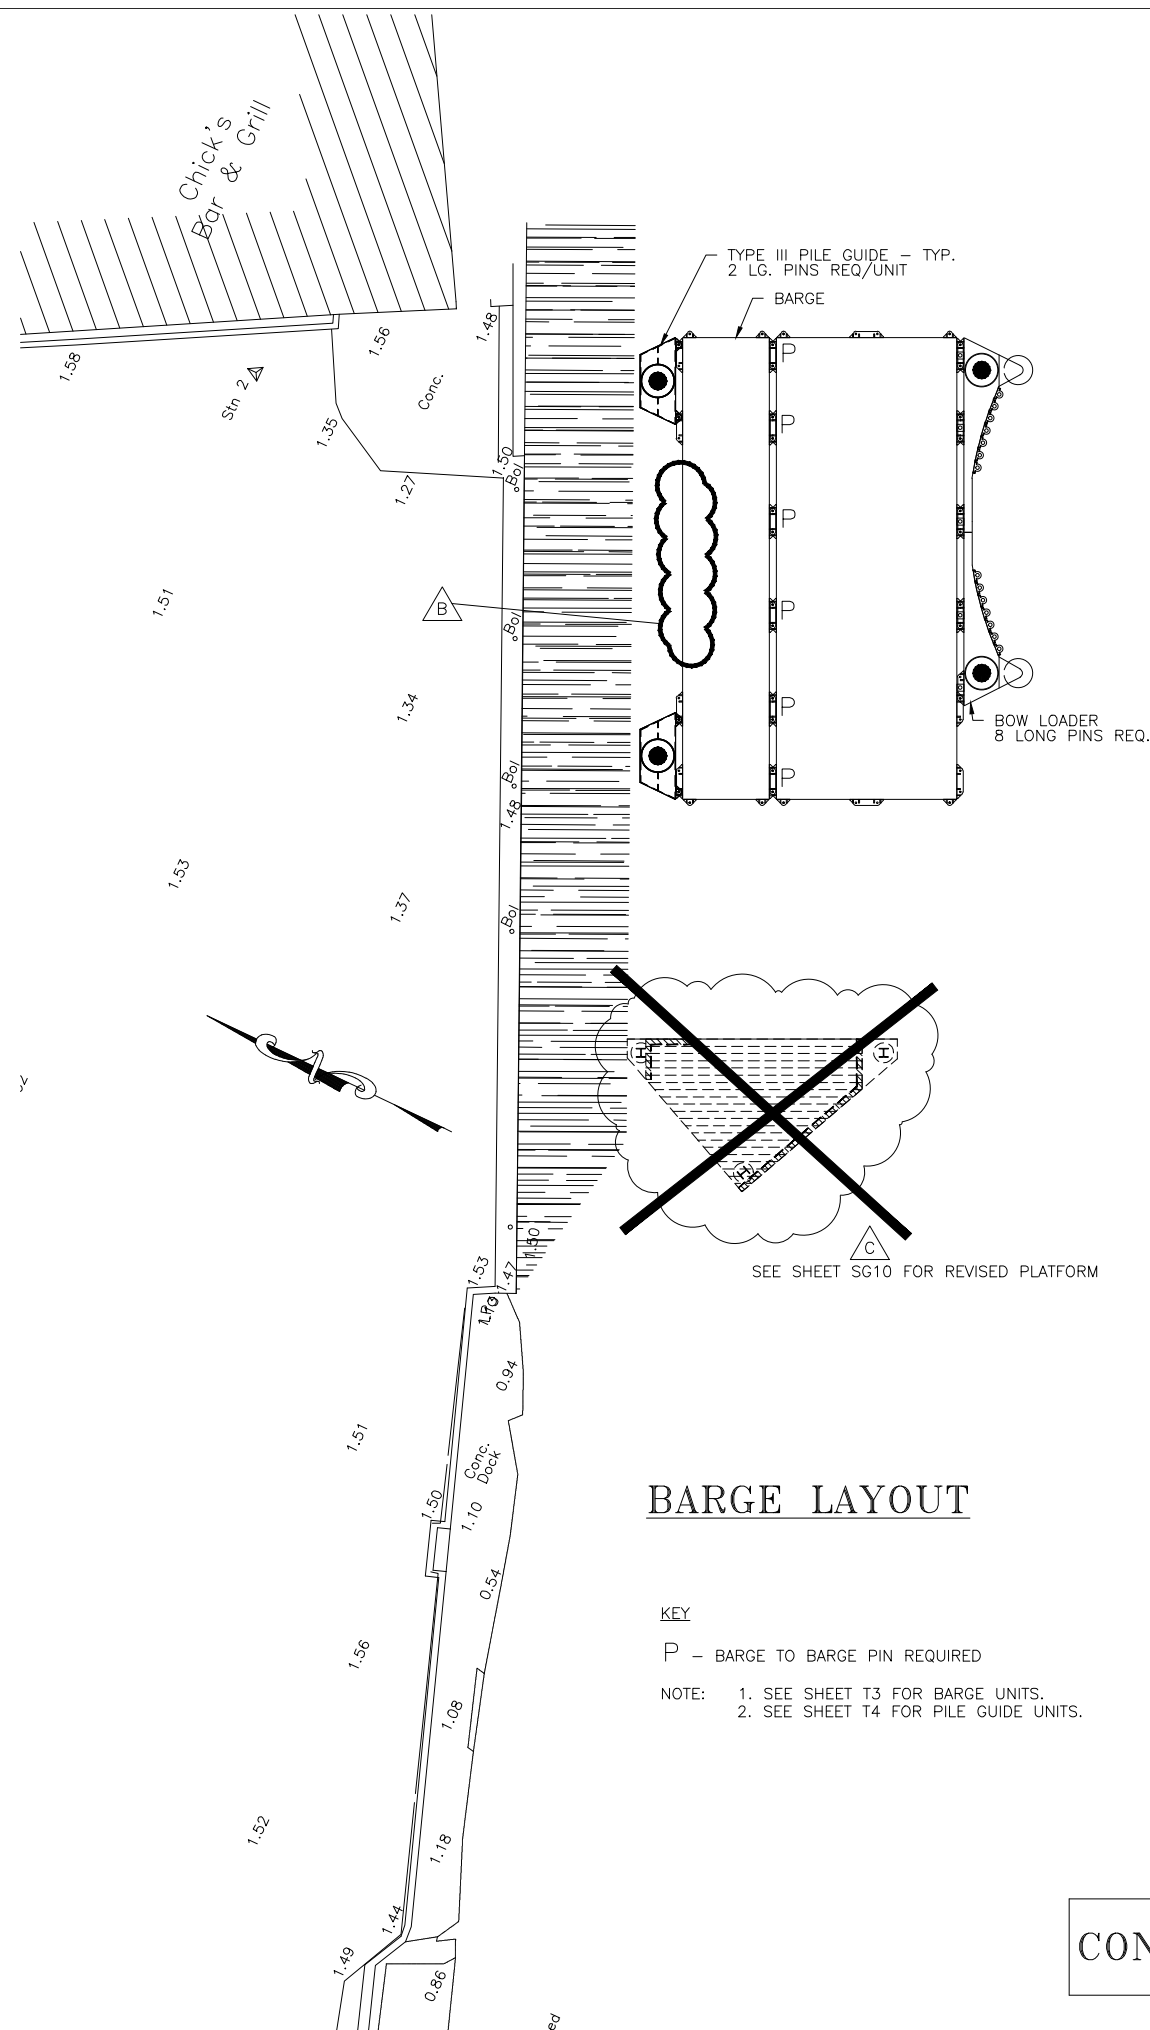 Chick's
Bar & Grill
TYPE III PILE GUIDE – TYP.
2 LG. PINS REQ/UNIT
BARGE
1.58
1.56
1.48
Stn 2
Conc.
1.35
1.27
1.50
Bol
P
P
P
P
P
P
1.51
B
Bol
1.34
BOW LOADER
8 LONG PINS REQ.
Bol
1.48
1.53
1.37
Bol
H
H
H
C
SEE SHEET SG10 FOR REVISED PLATFORM
1.50
1.53
1.47
LP
0.94
1.51
Conc.
Dock
1.50
1.10
BARGE LAYOUT
0.54
KEY
P – BARGE TO BARGE PIN REQUIRED
1.56
NOTE: 1. SEE SHEET T3 FOR BARGE UNITS.
2. SEE SHEET T4 FOR PILE GUIDE UNITS.
1.08
1.52
1.18
1.44
1.49
CON
0.86
ed